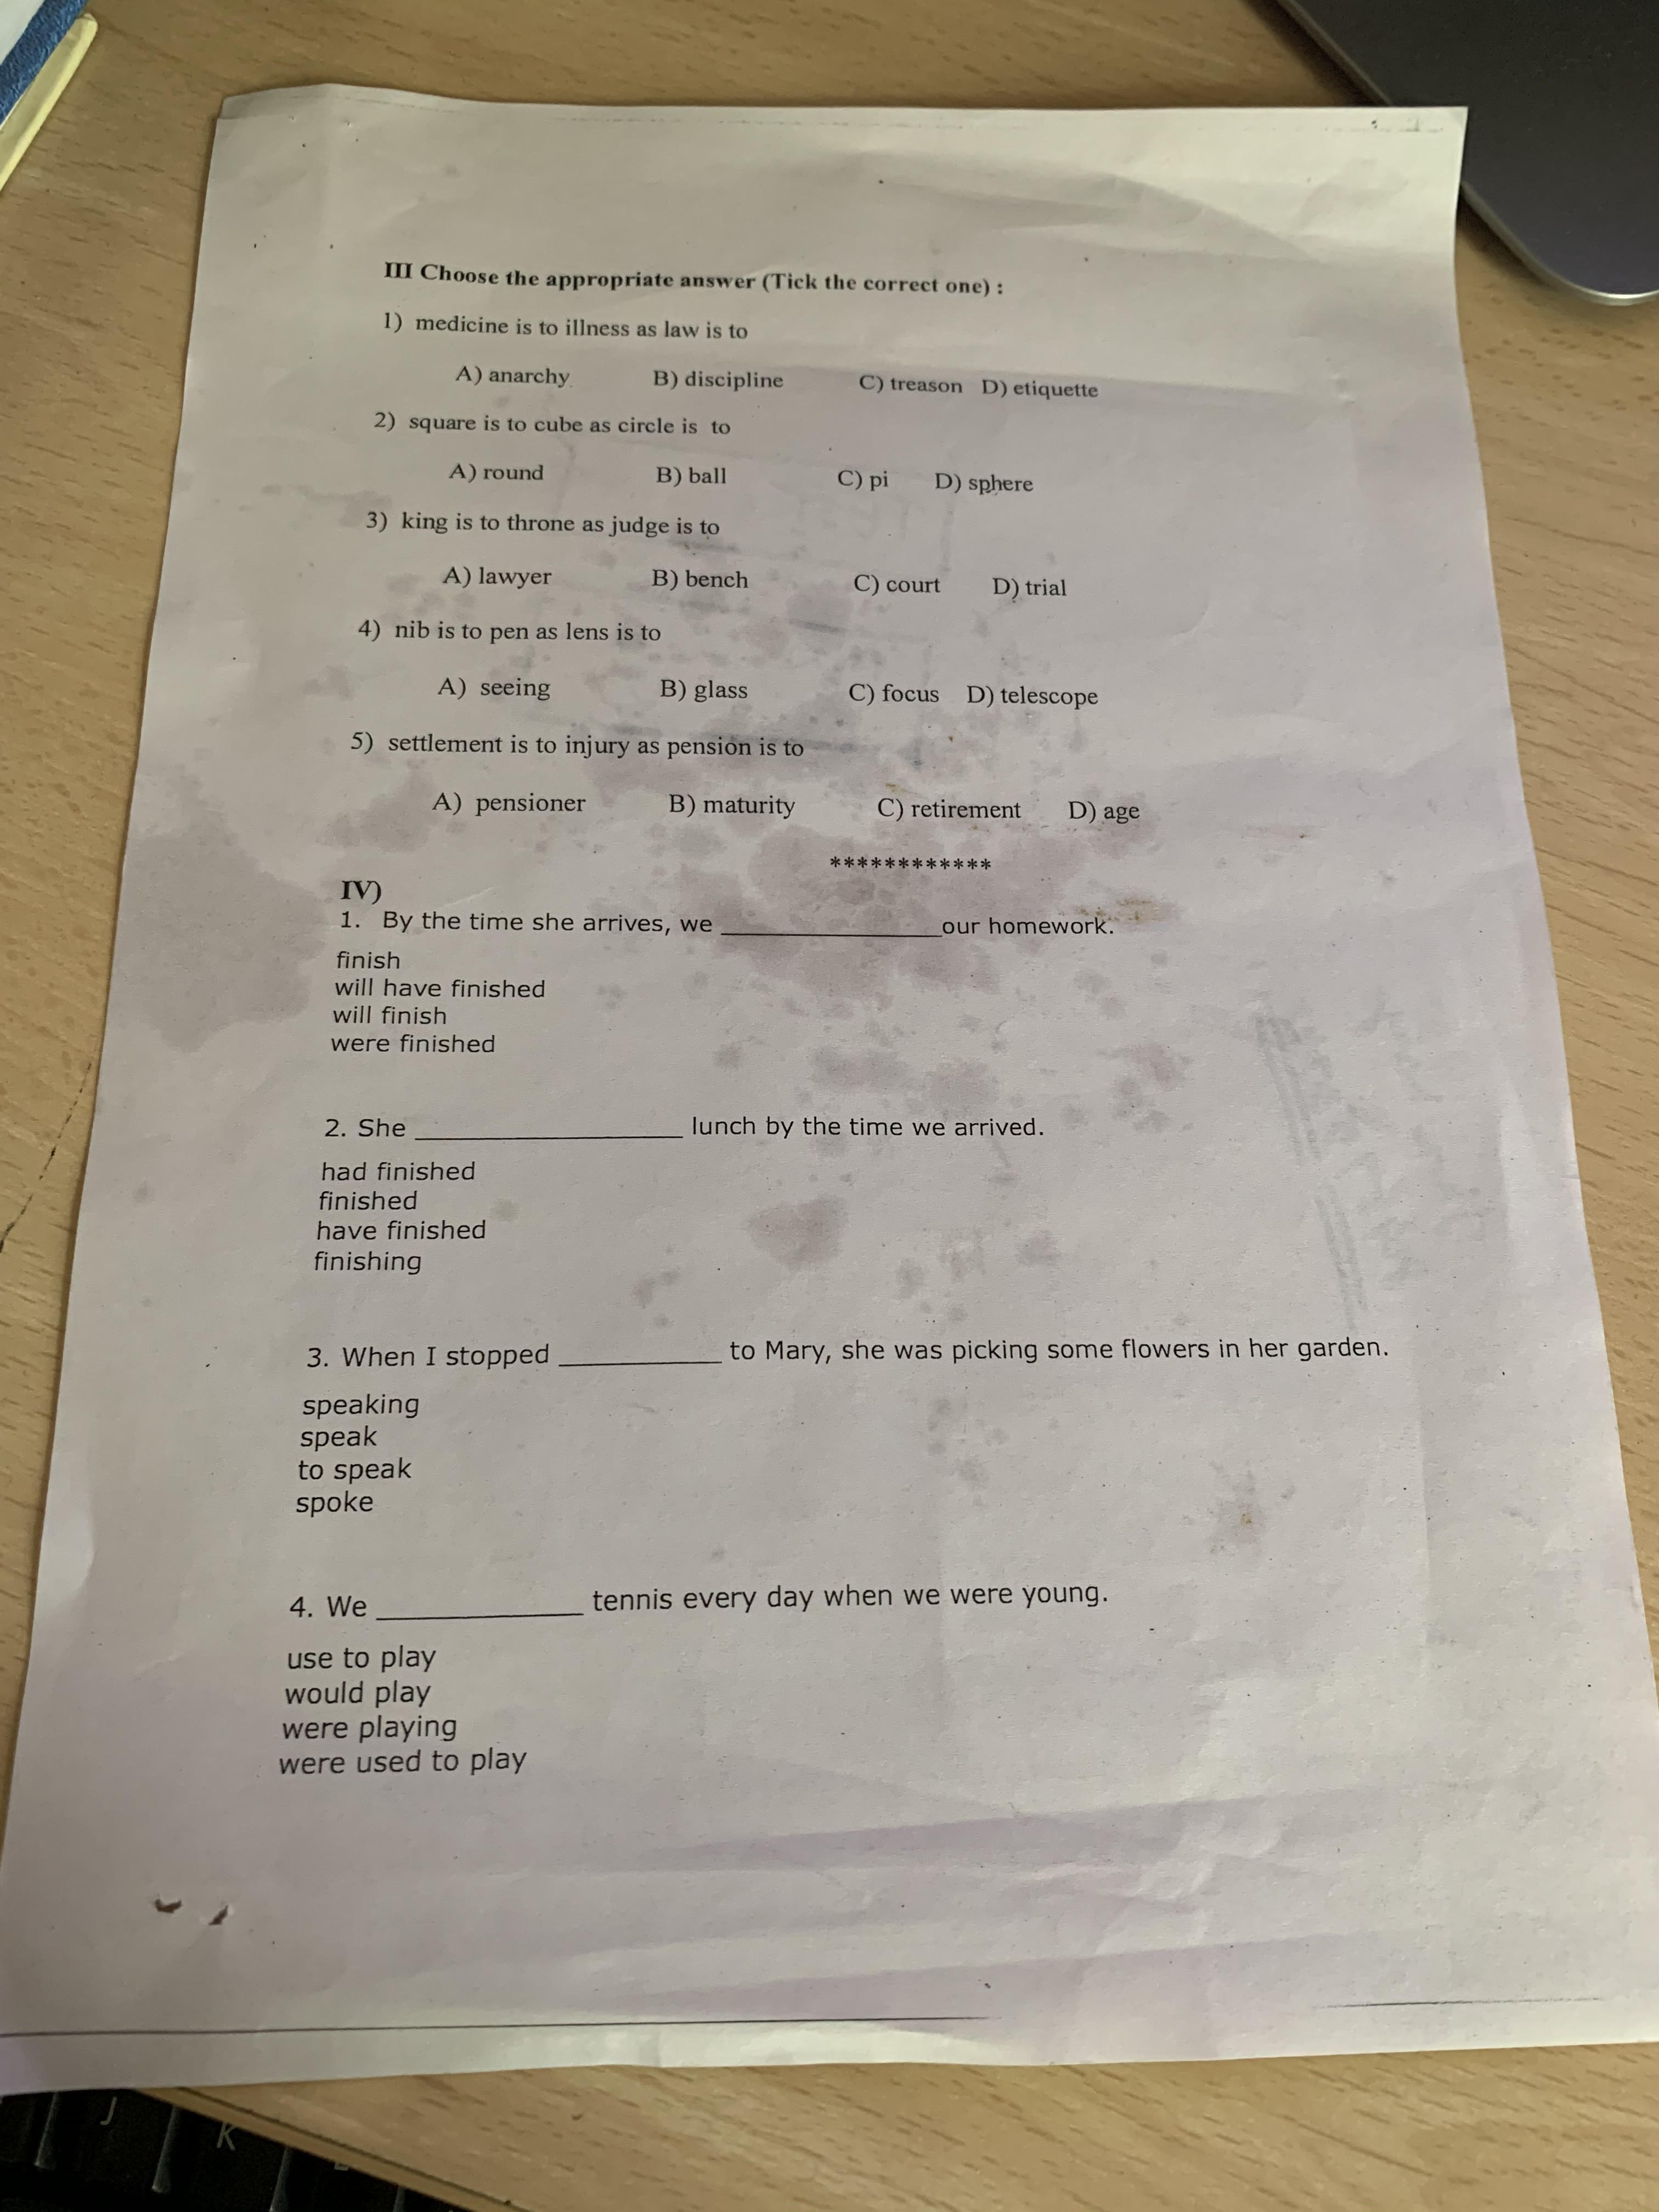 III Choose the appropriate answer (Tick the correct one) :
1) medicine is to illness as law is to
A) anarchy B) discipline C) treason D) etiquette
2) square is to cube as circle is to
A) round B) ball C) pi D) sphere
3) king is to throne as judge is to
A) lawyer B) bench C) court D) trial
4) nib is to pen as lens is to
A) seeing B) glass C) focus D) telescope
5) settlement is to injury as pension is to
A) pensioner B) maturity C) retirement D) age
************
IV)
1. By the time she arrives, we ________________our homework.
finish
will have finished
will finish
were finished
2. She ____________________ lunch by the time we arrived.
had finished
finished
have finished
finishing
3. When I stopped ____________ to Mary, she was picking some flowers in her garden.
speaking
speak
to speak
spoke
4. We ______________ tennis every day when we were young.
use to play
would play
were playing
were used to play
J
K